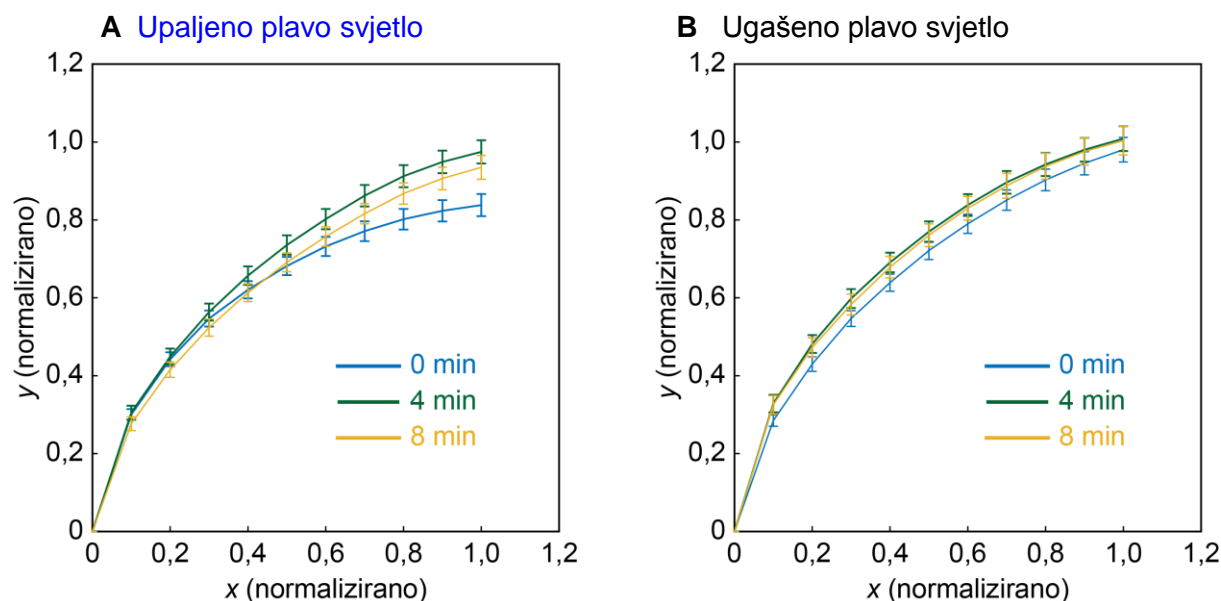 A Upaljeno plavo svjetlo
1,2
1,0
0,8
0,6
0,4
0,2
0
y (normalizirano)
0 min
4 min
8 min
0 0,2 0,4 0,6 0,8 1,0 1,2
x (normalizirano)
B Ugašeno plavo svjetlo
1,2
1,0
0,8
0,6
0,4
0,2
0
y (normalizirano)
0 min
4 min
8 min
0 0,2 0,4 0,6 0,8 1,0 1,2
x (normalizirano)